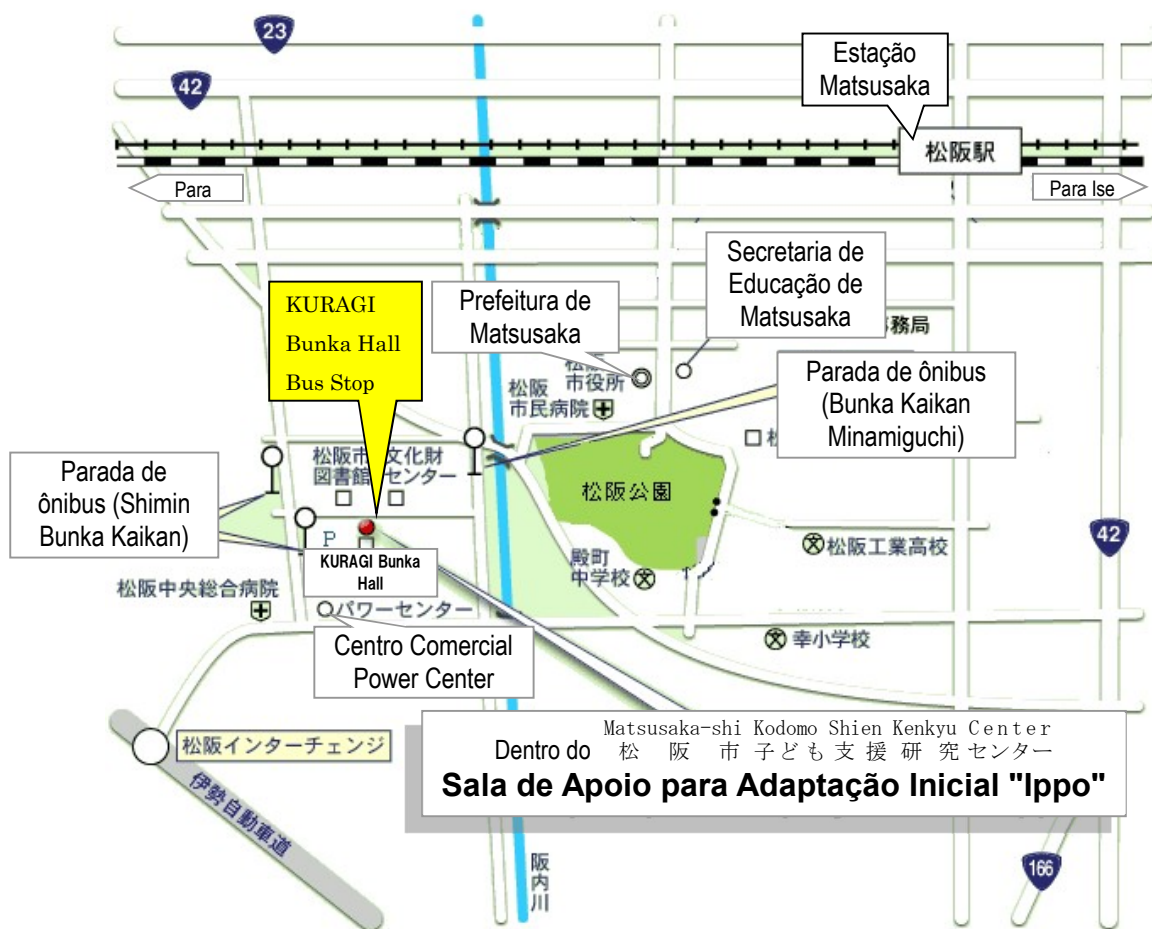 23
42
Estação
Matsusaka
松阪駅
Para
Para Ise
Secretaria de
Educação de
Matsusaka
KURAGI
Bunka Hall
Bus Stop
Prefeitura de
Matsusaka
務局
市役所
松阪
市民病院
Parada de ônibus
(Bunka Kaikan
Minamiguchi)
Parada de
ônibus (Shimin
Bunka Kaikan)
松阪市
図書館
文化財
センター
松阪公園
P
KURAGI Bunka
Hall
殿町
中学校
松阪工業高校
42
松阪中央総合病院
パワーセンター
幸小学校
Centro Comercial
Power Center
Matsusaka-shi Kodomo Shien Kenkyu Center
Dentro do 松阪市子ども支援研究センター
Sala de Apoio para Adaptação Inicial "Ippo"
松阪インターチェンジ
伊勢自動車道
阪内川
166